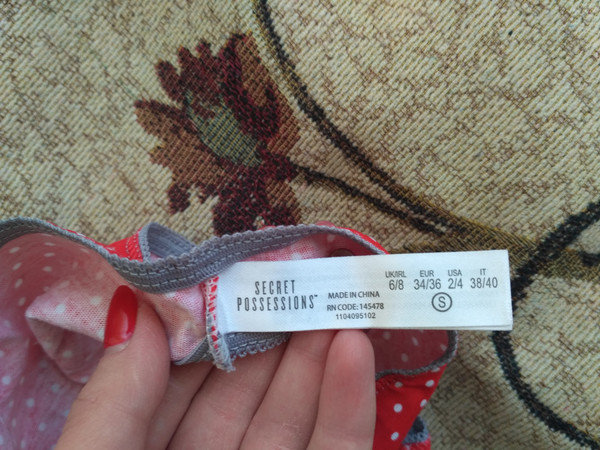 SECRET
POSSESSIONS™
MADE IN CHINA
RN CODE: 145478
1104095102
UK/IRL EUR USA IT
6/8 34/36 2/4 38/40
S